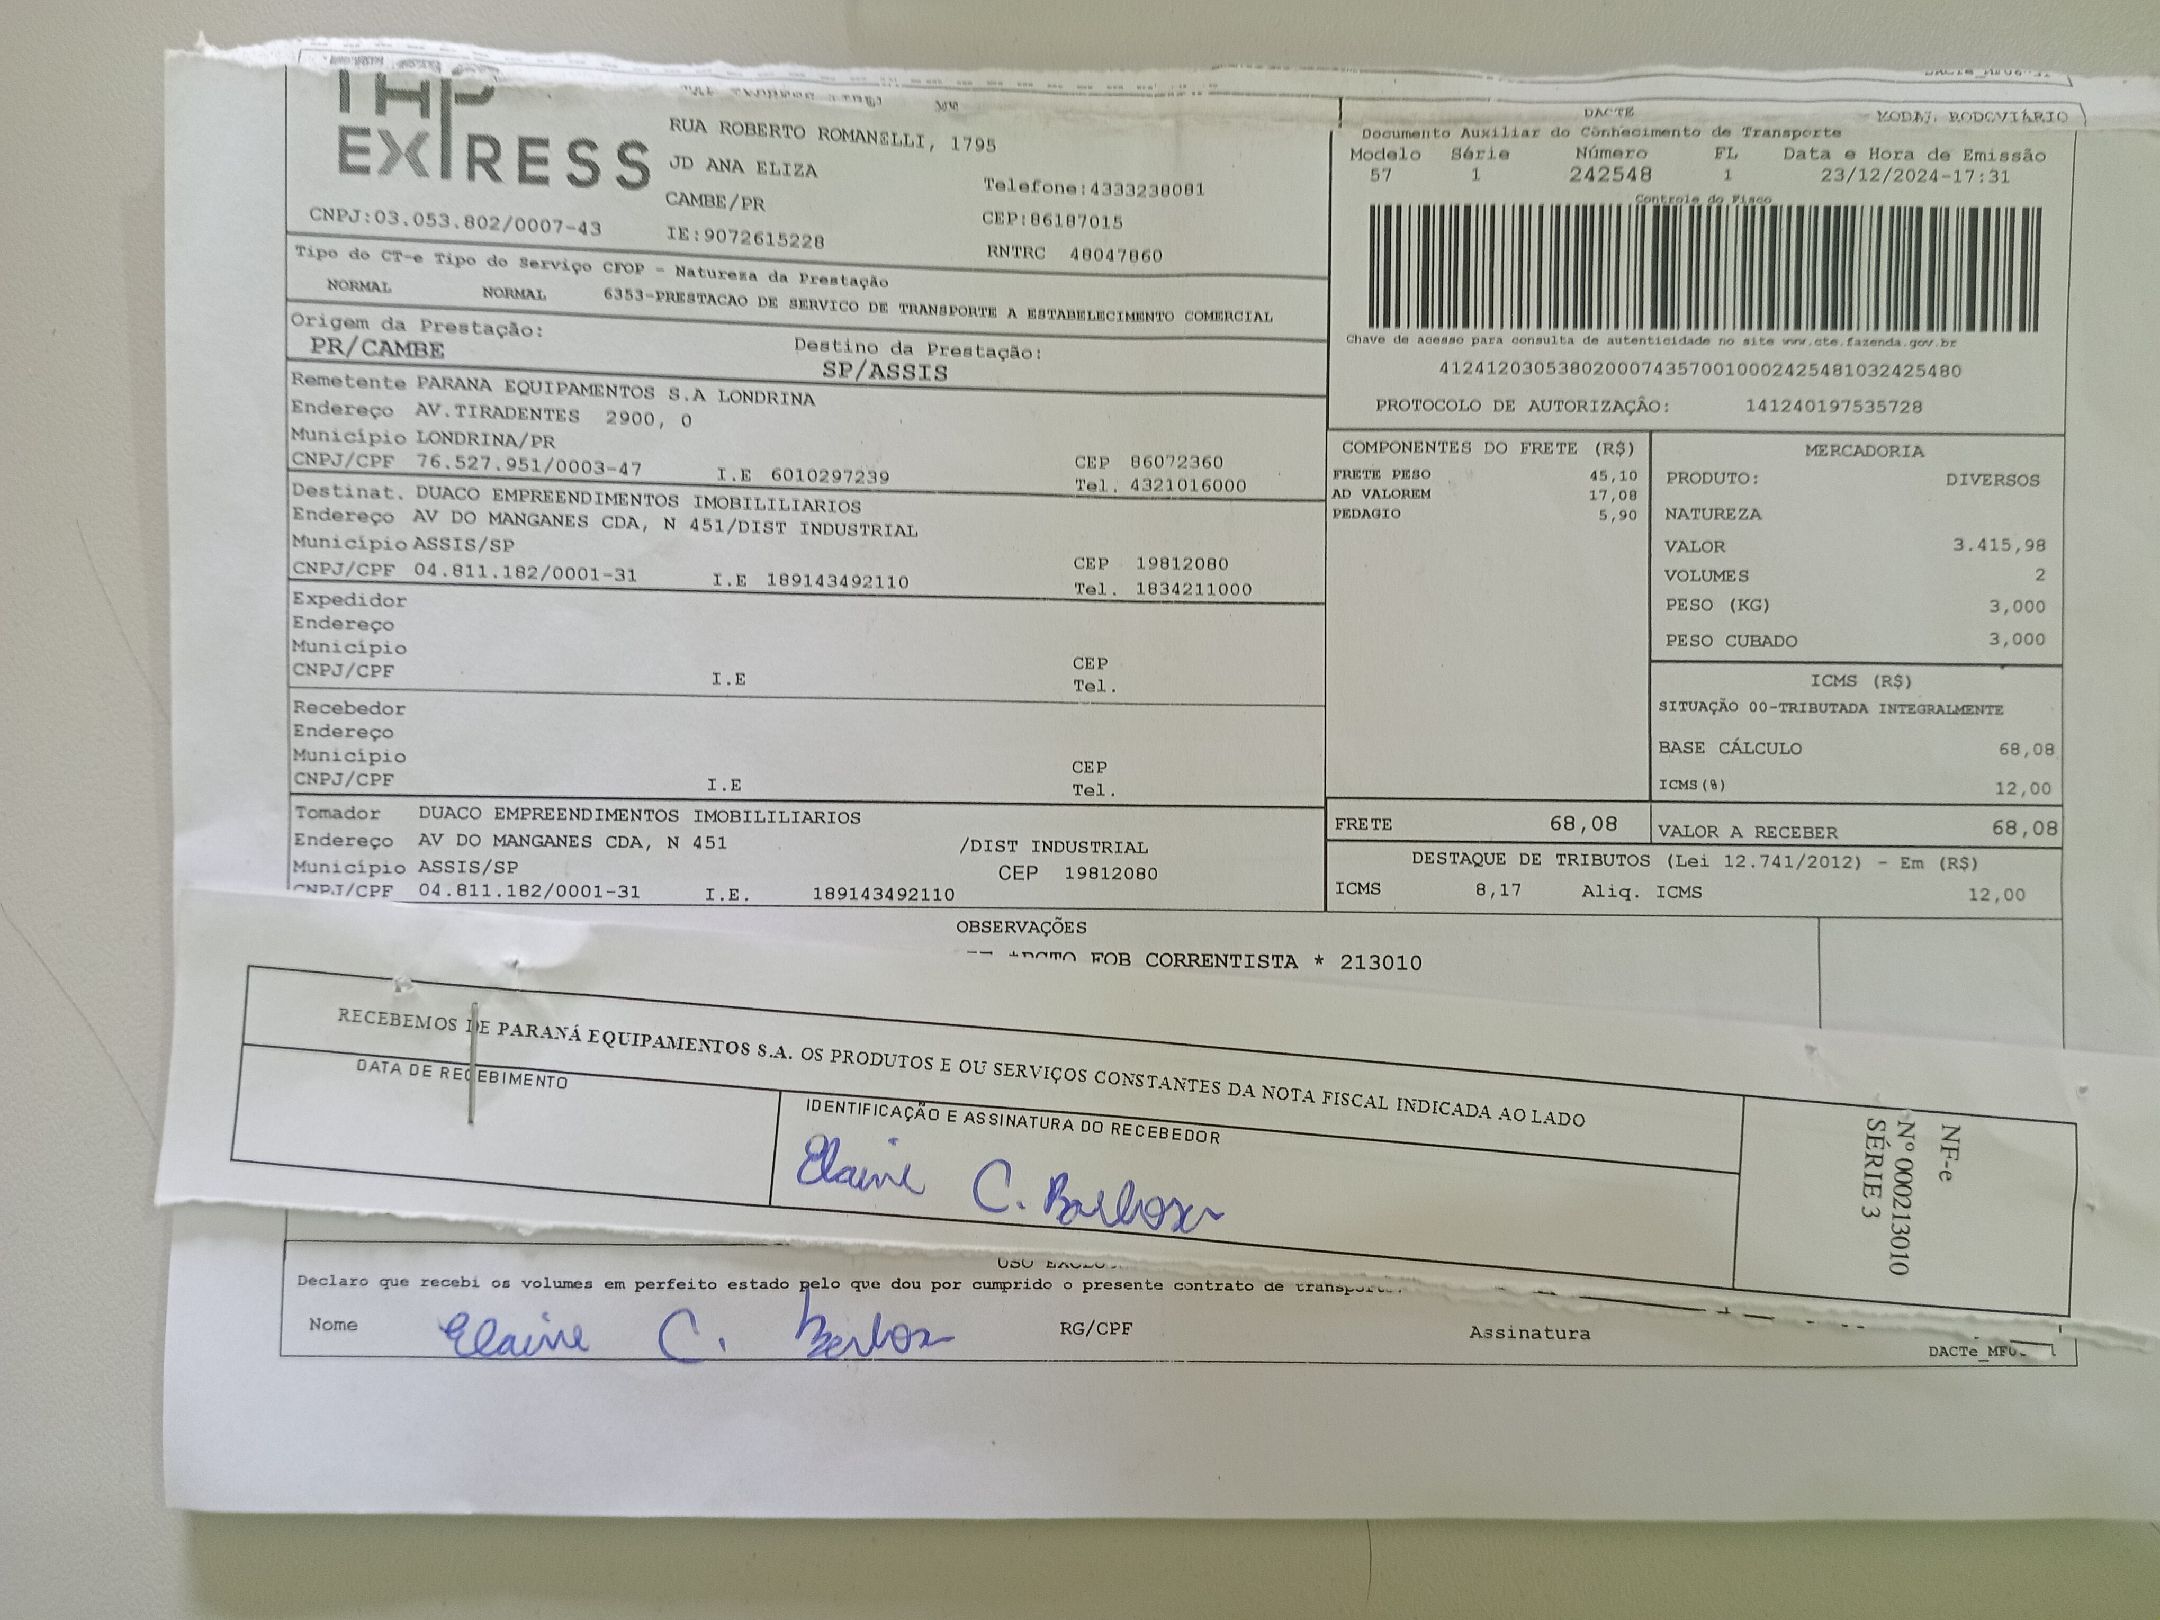 THP
EXPRESS
RUA ROBERTO ROMANELLI, 1795
JD ANA ELIZA
CAMBE/PR
Telefone:4333238081
CEP:86187015
CNPJ:03.053.802/0007-43
IE:9072615228
RNTRC 48047860
DACTE
MODAL RODOVIÁRIO
Documento Auxiliar do Conhecimento de Transporte
Modelo Série Número FL Data e Hora de Emissão
57 1 242548 1 23/12/2024-17:31
Controle do Fisco
Chave de acesso para consulta de autenticidade no site www.cte.fazenda.gov.br
41241203053802000743570010002425481032425480
PROTOCOLO DE AUTORIZAÇÃO: 141240197535728
Tipo do CT-e Tipo do Serviço CFOP - Natureza da Prestação
NORMAL NORMAL 6353-PRESTACAO DE SERVICO DE TRANSPORTE A ESTABELECIMENTO COMERCIAL
Origem da Prestação: Destino da Prestação:
PR/CAMBE SP/ASSIS
Remetente PARANA EQUIPAMENTOS S.A LONDRINA
Endereço AV.TIRADENTES 2900, 0
Município LONDRINA/PR CEP 86072360
CNPJ/CPF 76.527.951/0003-47 I.E 6010297239 Tel. 4321016000
Destinat. DUACO EMPREENDIMENTOS IMOBILILIARIOS
Endereço AV DO MANGANES CDA, N 451/DIST INDUSTRIAL
Município ASSIS/SP CEP 19812080
CNPJ/CPF 04.811.182/0001-31 I.E 189143492110 Tel. 1834211000
Expedidor
Endereço
Município CEP
CNPJ/CPF I.E Tel.
Recebedor
Endereço
Município CEP
CNPJ/CPF I.E Tel.
Tomador DUACO EMPREENDIMENTOS IMOBILILIARIOS
Endereço AV DO MANGANES CDA, N 451 /DIST INDUSTRIAL
Município ASSIS/SP CEP 19812080
CNPJ/CPF 04.811.182/0001-31 I.E. 189143492110
COMPONENTES DO FRETE (R$)
FRETE PESO 45,10
AD VALOREM 17,08
PEDAGIO 5,90
MERCADORIA
PRODUTO: DIVERSOS
NATUREZA
VALOR 3.415,98
VOLUMES 2
PESO (KG) 3,000
PESO CUBADO 3,000
ICMS (R$)
SITUAÇÃO 00-TRIBUTADA INTEGRALMENTE
BASE CÁLCULO 68,08
ICMS(%) 12,00
FRETE 68,08 VALOR A RECEBER 68,08
DESTAQUE DE TRIBUTOS (Lei 12.741/2012) - Em (R$)
ICMS 8,17 Aliq. ICMS 12,00
OBSERVAÇÕES
FOB CORRENTISTA * 213010
RECEBEMOS DE PARANÁ EQUIPAMENTOS S.A. OS PRODUTOS E OU SERVIÇOS CONSTANTES DA NOTA FISCAL INDICADA AO LADO
DATA DE RECEBIMENTO
IDENTIFICAÇÃO E ASSINATURA DO RECEBEDOR
Elaine C. Barbosa
NF-e
Nº 000213010
SÉRIE 3
Declaro que recebi os volumes em perfeito estado pelo que dou por cumprido o presente contrato de
Nome Elaine C. Barbosa RG/CPF Assinatura